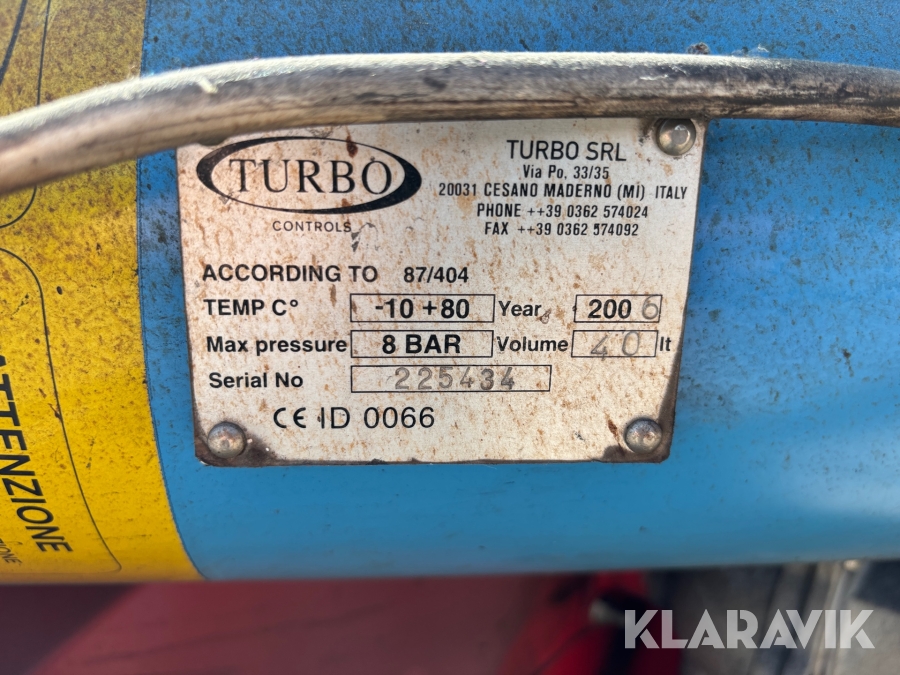 TURBO
CONTROLS
TURBO SRL
Via Po, 33/35
20031 CESANO MADERNO (Mi) ITALY
PHONE ++39 0362 574024
FAX ++39 0362 574092
ACCORDING TO 87/404
TEMP C° -10 +80 Year 2006
Max pressure 8 BAR Volume 40 lt
Serial No 225434
CE ID 0066
ATTENZIONE
KLARAVIK